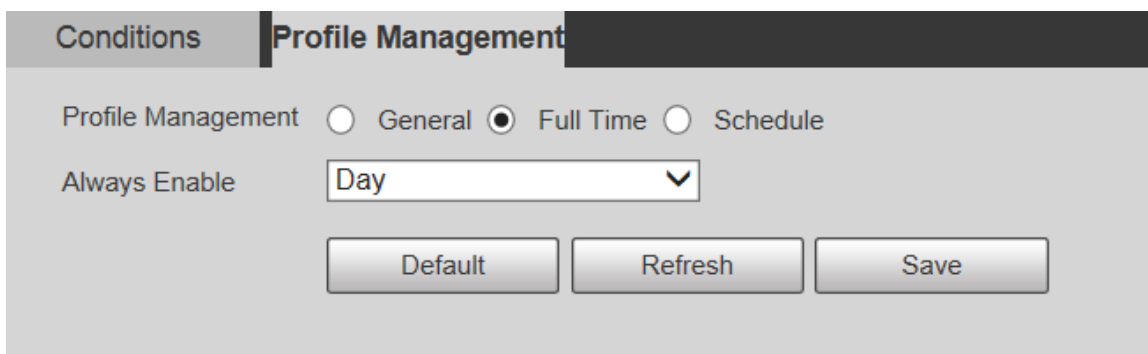 Conditions Profile Management
Profile Management General Full Time Schedule
Always Enable Day
Default Refresh Save